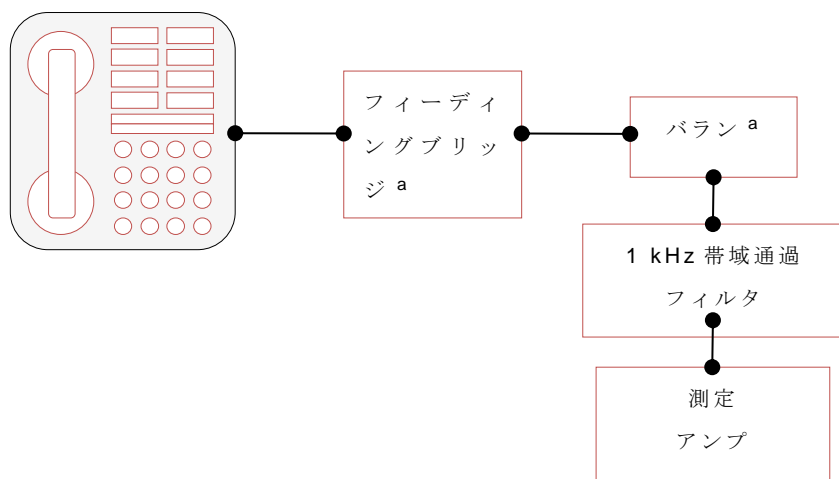 フィーディ
ングブリッ
ジ a
バラン a
1 kHz 帯域通過
フィルタ
測定
アンプ